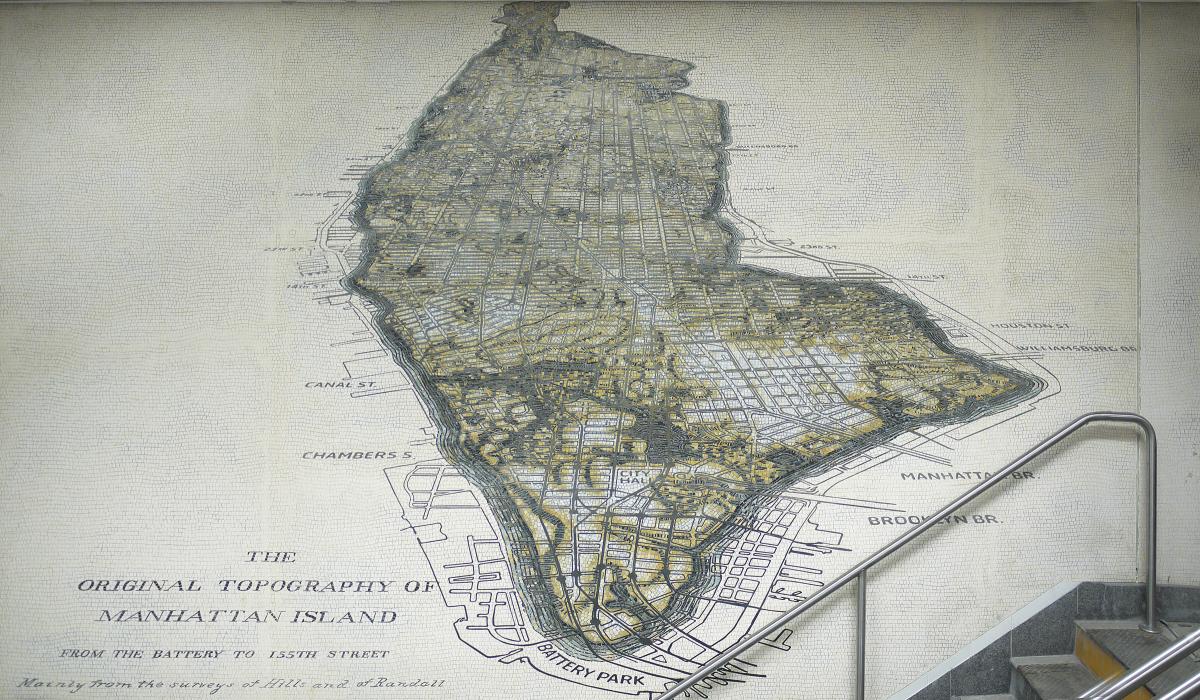 23RD ST.
14TH ST.
14TH ST.
HOUSTON ST
WILLIAMSBURG BR
CANAL ST.
CHAMBERS S
CITY
HALL
MANHATTAN BR.
BROOKLYN BR.
THE
ORIGINAL TOPOGRAPHY OF
MANHATTAN ISLAND
FROM THE BATTERY TO 155TH STREET
Mainly from the surveys of Hills and of Randall
BATTERY PARK